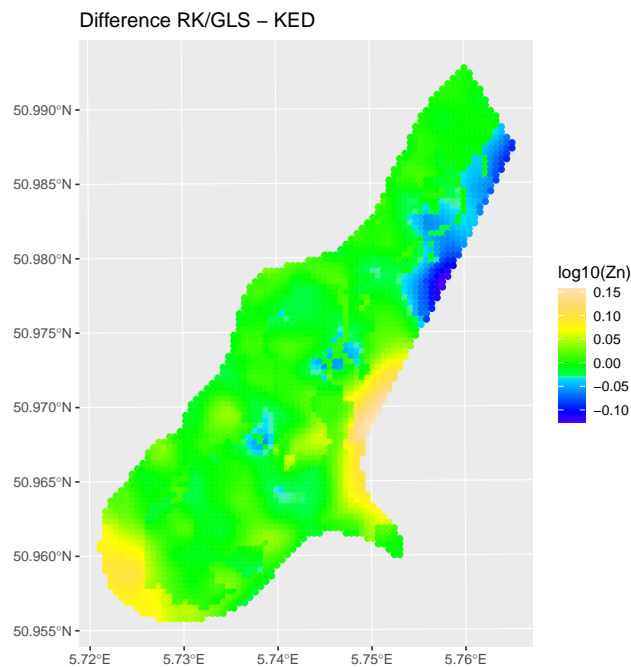 Difference RK/GLS − KED
50.990°N
50.985°N
50.980°N
50.975°N
50.970°N
50.965°N
50.960°N
50.955°N
5.72°E 5.73°E 5.74°E 5.75°E 5.76°E
log10(Zn)
0.15
0.10
0.05
0.00
−0.05
−0.10